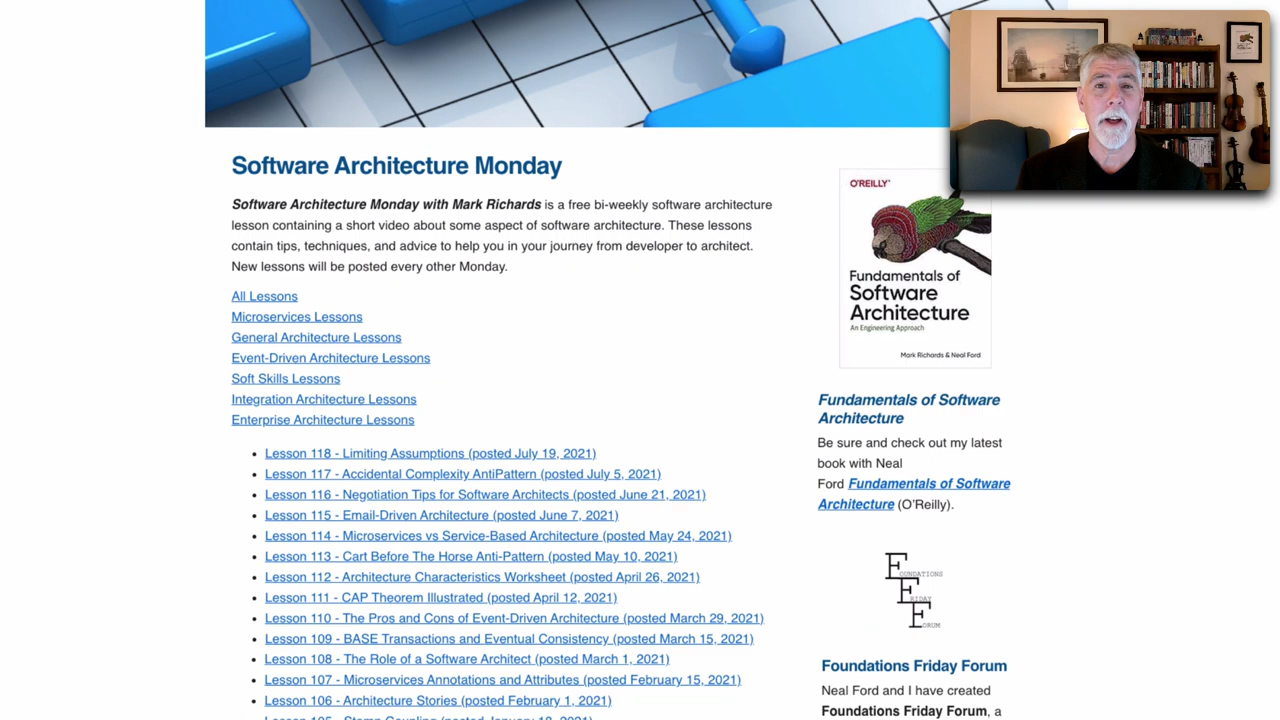 Software Architecture Monday
Software Architecture Monday with Mark Richards is a free bi-weekly software architecture
lesson containing a short video about some aspect of software architecture. These lessons
contain tips, techniques, and advice to help you in your journey from developer to architect.
New lessons will be posted every other Monday.
All Lessons
Microservices Lessons
General Architecture Lessons
Event-Driven Architecture Lessons
Soft Skills Lessons
Integration Architecture Lessons
Enterprise Architecture Lessons
Lesson 118 - Limiting Assumptions (posted July 19, 2021)
Lesson 117 - Accidental Complexity AntiPattern (posted July 5, 2021)
Lesson 116 - Negotiation Tips for Software Architects (posted June 21, 2021)
Lesson 115 - Email-Driven Architecture (posted June 7, 2021)
Lesson 114 - Microservices vs Service-Based Architecture (posted May 24, 2021)
Lesson 113 - Cart Before The Horse Anti-Pattern (posted May 10, 2021)
Lesson 112 - Architecture Characteristics Worksheet (posted April 26, 2021)
Lesson 111 - CAP Theorem Illustrated (posted April 12, 2021)
Lesson 110 - The Pros and Cons of Event-Driven Architecture (posted March 29, 2021)
Lesson 109 - BASE Transactions and Eventual Consistency (posted March 15, 2021)
Lesson 108 - The Role of a Software Architect (posted March 1, 2021)
Lesson 107 - Microservices Annotations and Attributes (posted February 15, 2021)
Lesson 106 - Architecture Stories (posted February 1, 2021)
Lesson 105 - Stamp Coupling (posted January 18, 2021)
O'REILLY
Fundamentals of
Software
Architecture
An Engineering Approach
Mark Richards & Neal Ford
Fundamentals of Software
Architecture
Be sure and check out my latest
book with Neal
Ford Fundamentals of Software
Architecture (O'Reilly).
FOUNDATIONS
FRIDAY
FORUM
Foundations Friday Forum
Neal Ford and I have created
Foundations Friday Forum, a